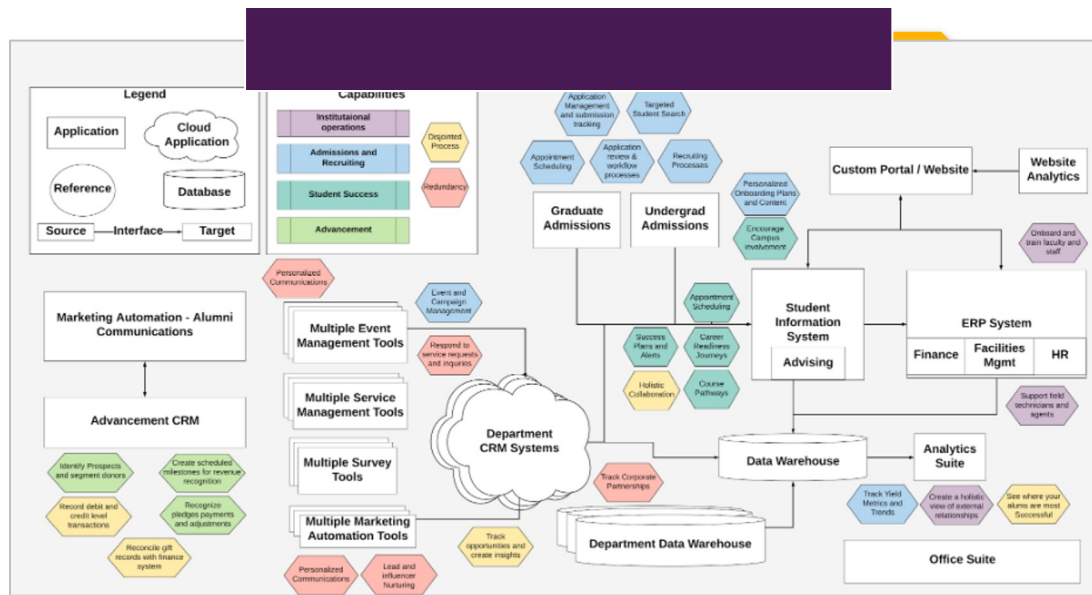 Legend
Application
Cloud
Application
Reference
Database
Source
Interface
Target
Capabilities
Institutaional
operations
Admissions and
Recruiting
Student Success
Advancement
Disjointed
Process
Redundancy
Application
Management
and submission
tracking
Targeted
Student Search
Appointment
Scheduling
Application
review &
workflow
processes
Recruiting
Processes
Graduate
Admissions
Undergrad
Admissions
Personalized
Onboarding Plans
and Content
Encourage
Campus
involvement
Custom Portal / Website
Website
Analytics
Onboard and
train faculty and
staff
Personalized
Communications
Marketing Automation - Alumni
Communications
Advancement CRM
Identify Prospects
and segment donors
Create scheduled
milestones for revenue
recognition
Record debit and
credit level
transactions
Recognize
pledges payments
and adjustments
Reconcile gift
records with finance
system
Multiple Event
Management Tools
Event and
Campaign
Management
Respond to
service requests
and inquiries
Multiple Service
Management Tools
Multiple Survey
Tools
Multiple Marketing
Automation Tools
Personalized
Communications
Lead and
influencer
Nurturing
Department
CRM Systems
Track
opportunities and
create insights
Appointment
Scheduling
Success
Plans and
Alerts
Career
Readiness
Journeys
Holistic
Collaboration
Course
Pathways
Student
Information
System
Advising
ERP System
Finance
Facilities
Mgmt
HR
Support field
technicians and
agents
Track Corporate
Partnerships
Data Warehouse
Analytics
Suite
Department Data Warehouse
Track Yield
Metrics and
Trends
Create a holistic
view of external
relationships
See where your
alums are most
Successful
Office Suite